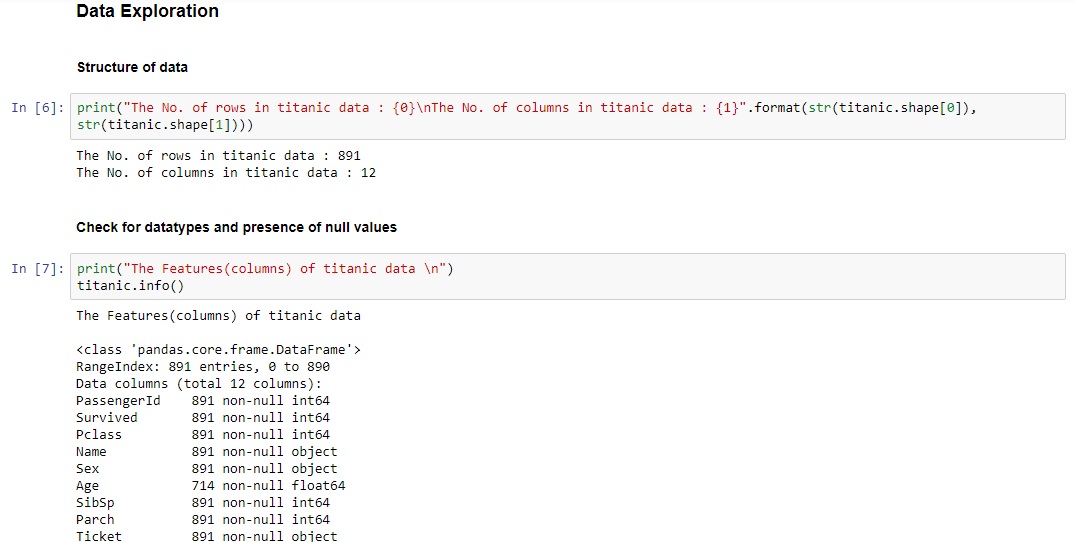 Data Exploration
Structure of data
In [6]: print("The No. of rows in titanic data : {0}\nThe No. of columns in titanic data : {1}".format(str(titanic.shape[0]),
str(titanic.shape[1])))
The No. of rows in titanic data : 891
The No. of columns in titanic data : 12
Check for datatypes and presence of null values
In [7]: print("The Features(columns) of titanic data \n")
titanic.info()
The Features(columns) of titanic data
<class 'pandas.core.frame.DataFrame'>
RangeIndex: 891 entries, 0 to 890
Data columns (total 12 columns):
PassengerId    891 non-null int64
Survived       891 non-null int64
Pclass         891 non-null int64
Name           891 non-null object
Sex            891 non-null object
Age            714 non-null float64
SibSp          891 non-null int64
Parch          891 non-null int64
Ticket         891 non-null object